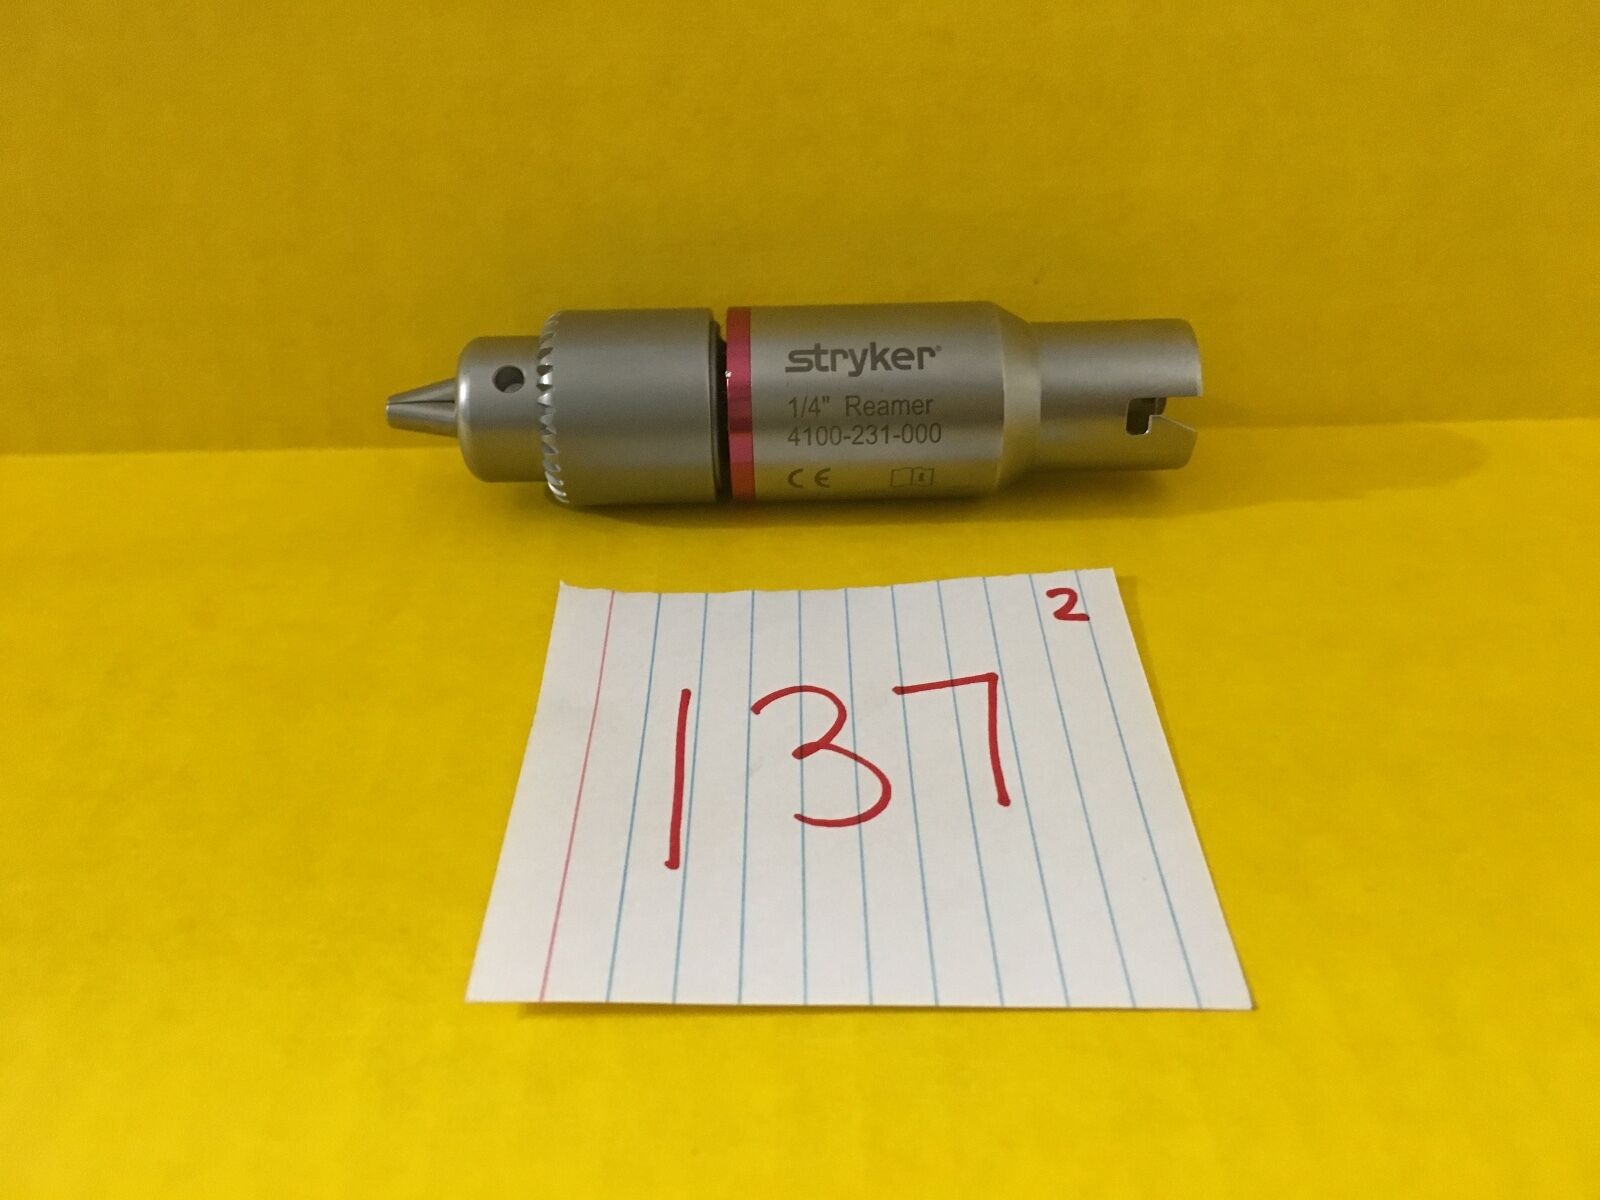 stryker®
1/4" Reamer
4100-231-000
CE
2
137